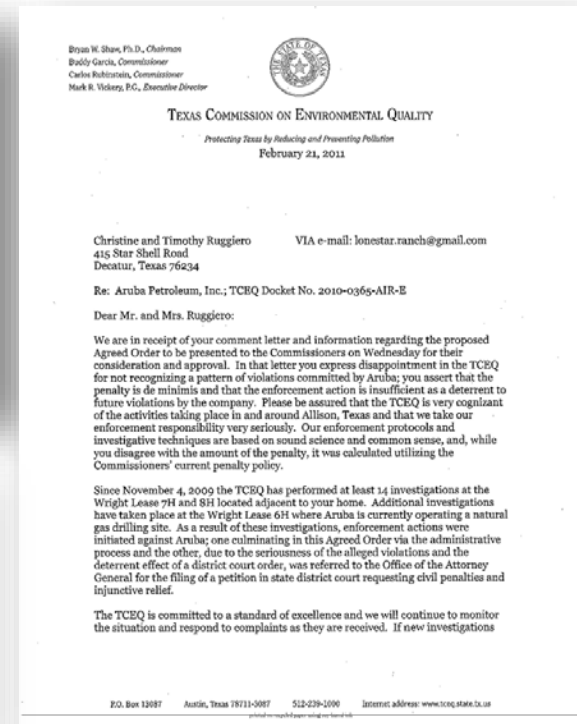 Bryan W. Shaw, Ph.D., Chairman
Buddy Garcia, Commissioner
Carlos Rubinstein, Commissioner
Mark R. Vickery, P.G., Executive Director
THE STATE OF TEXAS
TEXAS COMMISSION ON ENVIRONMENTAL QUALITY
Protecting Texas by Reducing and Preventing Pollution
February 21, 2011
Christine and Timothy Ruggiero VIA e-mail: lonestar.ranch@gmail.com
415 Star Shell Road
Decatur, Texas 76234
Re: Aruba Petroleum, Inc.; TCEQ Docket No. 2010-0365-AIR-E
Dear Mr. and Mrs. Ruggiero:
We are in receipt of your comment letter and information regarding the proposed
Agreed Order to be presented to the Commissioners on Wednesday for their
consideration and approval. In that letter you express disappointment in the TCEQ
for not recognizing a pattern of violations committed by Aruba; you assert that the
penalty is de minimis and that the enforcement action is insufficient as a deterrent to
future violations by the company. Please be assured that the TCEQ is very cognizant
of the activities taking place in and around Allison, Texas and that we take our
enforcement responsibility very seriously. Our enforcement protocols and
investigative techniques are based on sound science and common sense, and, while
you disagree with the amount of the penalty, it was calculated utilizing the
Commissioners' current penalty policy.
Since November 4, 2009 the TCEQ has performed at least 14 investigations at the
Wright Lease 7H and 8H located adjacent to your home. Additional investigations
have taken place at the Wright Lease 6H where Aruba is currently operating a natural
gas drilling site. As a result of these investigations, enforcement actions were
initiated against Aruba; one culminating in this Agreed Order via the administrative
process and the other, due to the seriousness of the alleged violations and the
deterrent effect of a district court order, was referred to the Office of the Attorney
General for the filing of a petition in state district court requesting civil penalties and
injunctive relief.
The TCEQ is committed to a standard of excellence and we will continue to monitor
the situation and respond to complaints as they are received. If new investigations
P.O. Box 13087 Austin, Texas 78711-3087 512-239-1000 Internet address: www.tceq.state.tx.us
printed on recycled paper using soy-based ink